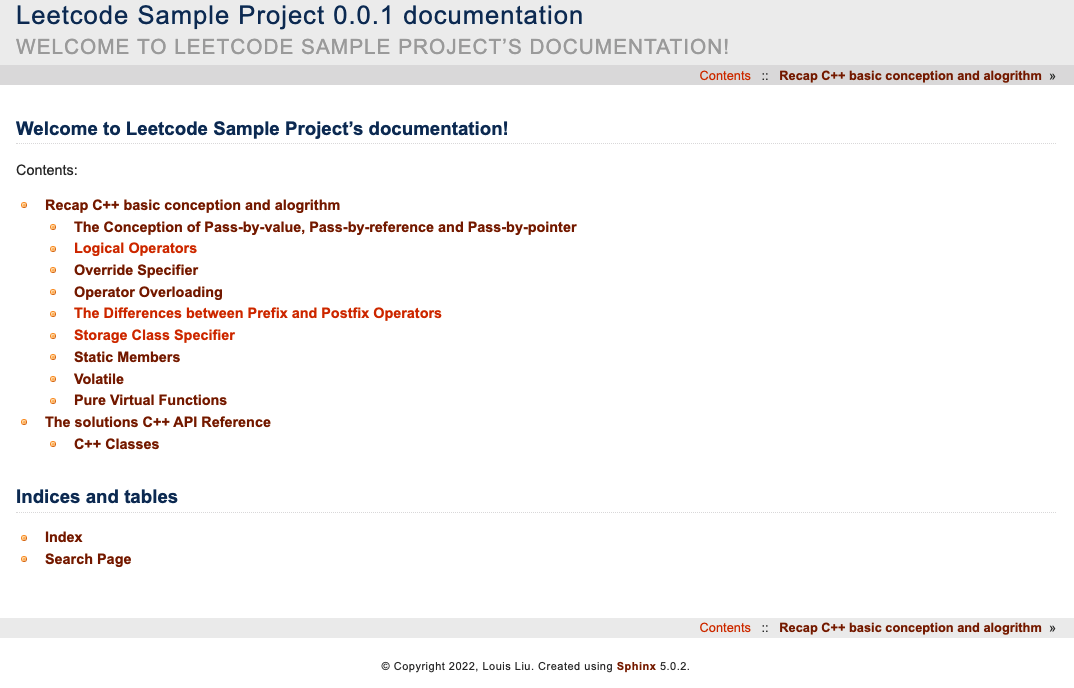 Leetcode Sample Project 0.0.1 documentation
WELCOME TO LEETCODE SAMPLE PROJECT’S DOCUMENTATION!
Contents :: Recap C++ basic conception and alogrithm »
Welcome to Leetcode Sample Project’s documentation!
Contents:
Recap C++ basic conception and alogrithm
The Conception of Pass-by-value, Pass-by-reference and Pass-by-pointer
Logical Operators
Override Specifier
Operator Overloading
The Differences between Prefix and Postfix Operators
Storage Class Specifier
Static Members
Volatile
Pure Virtual Functions
The solutions C++ API Reference
C++ Classes
Indices and tables
Index
Search Page
Contents :: Recap C++ basic conception and alogrithm »
© Copyright 2022, Louis Liu. Created using Sphinx 5.0.2.